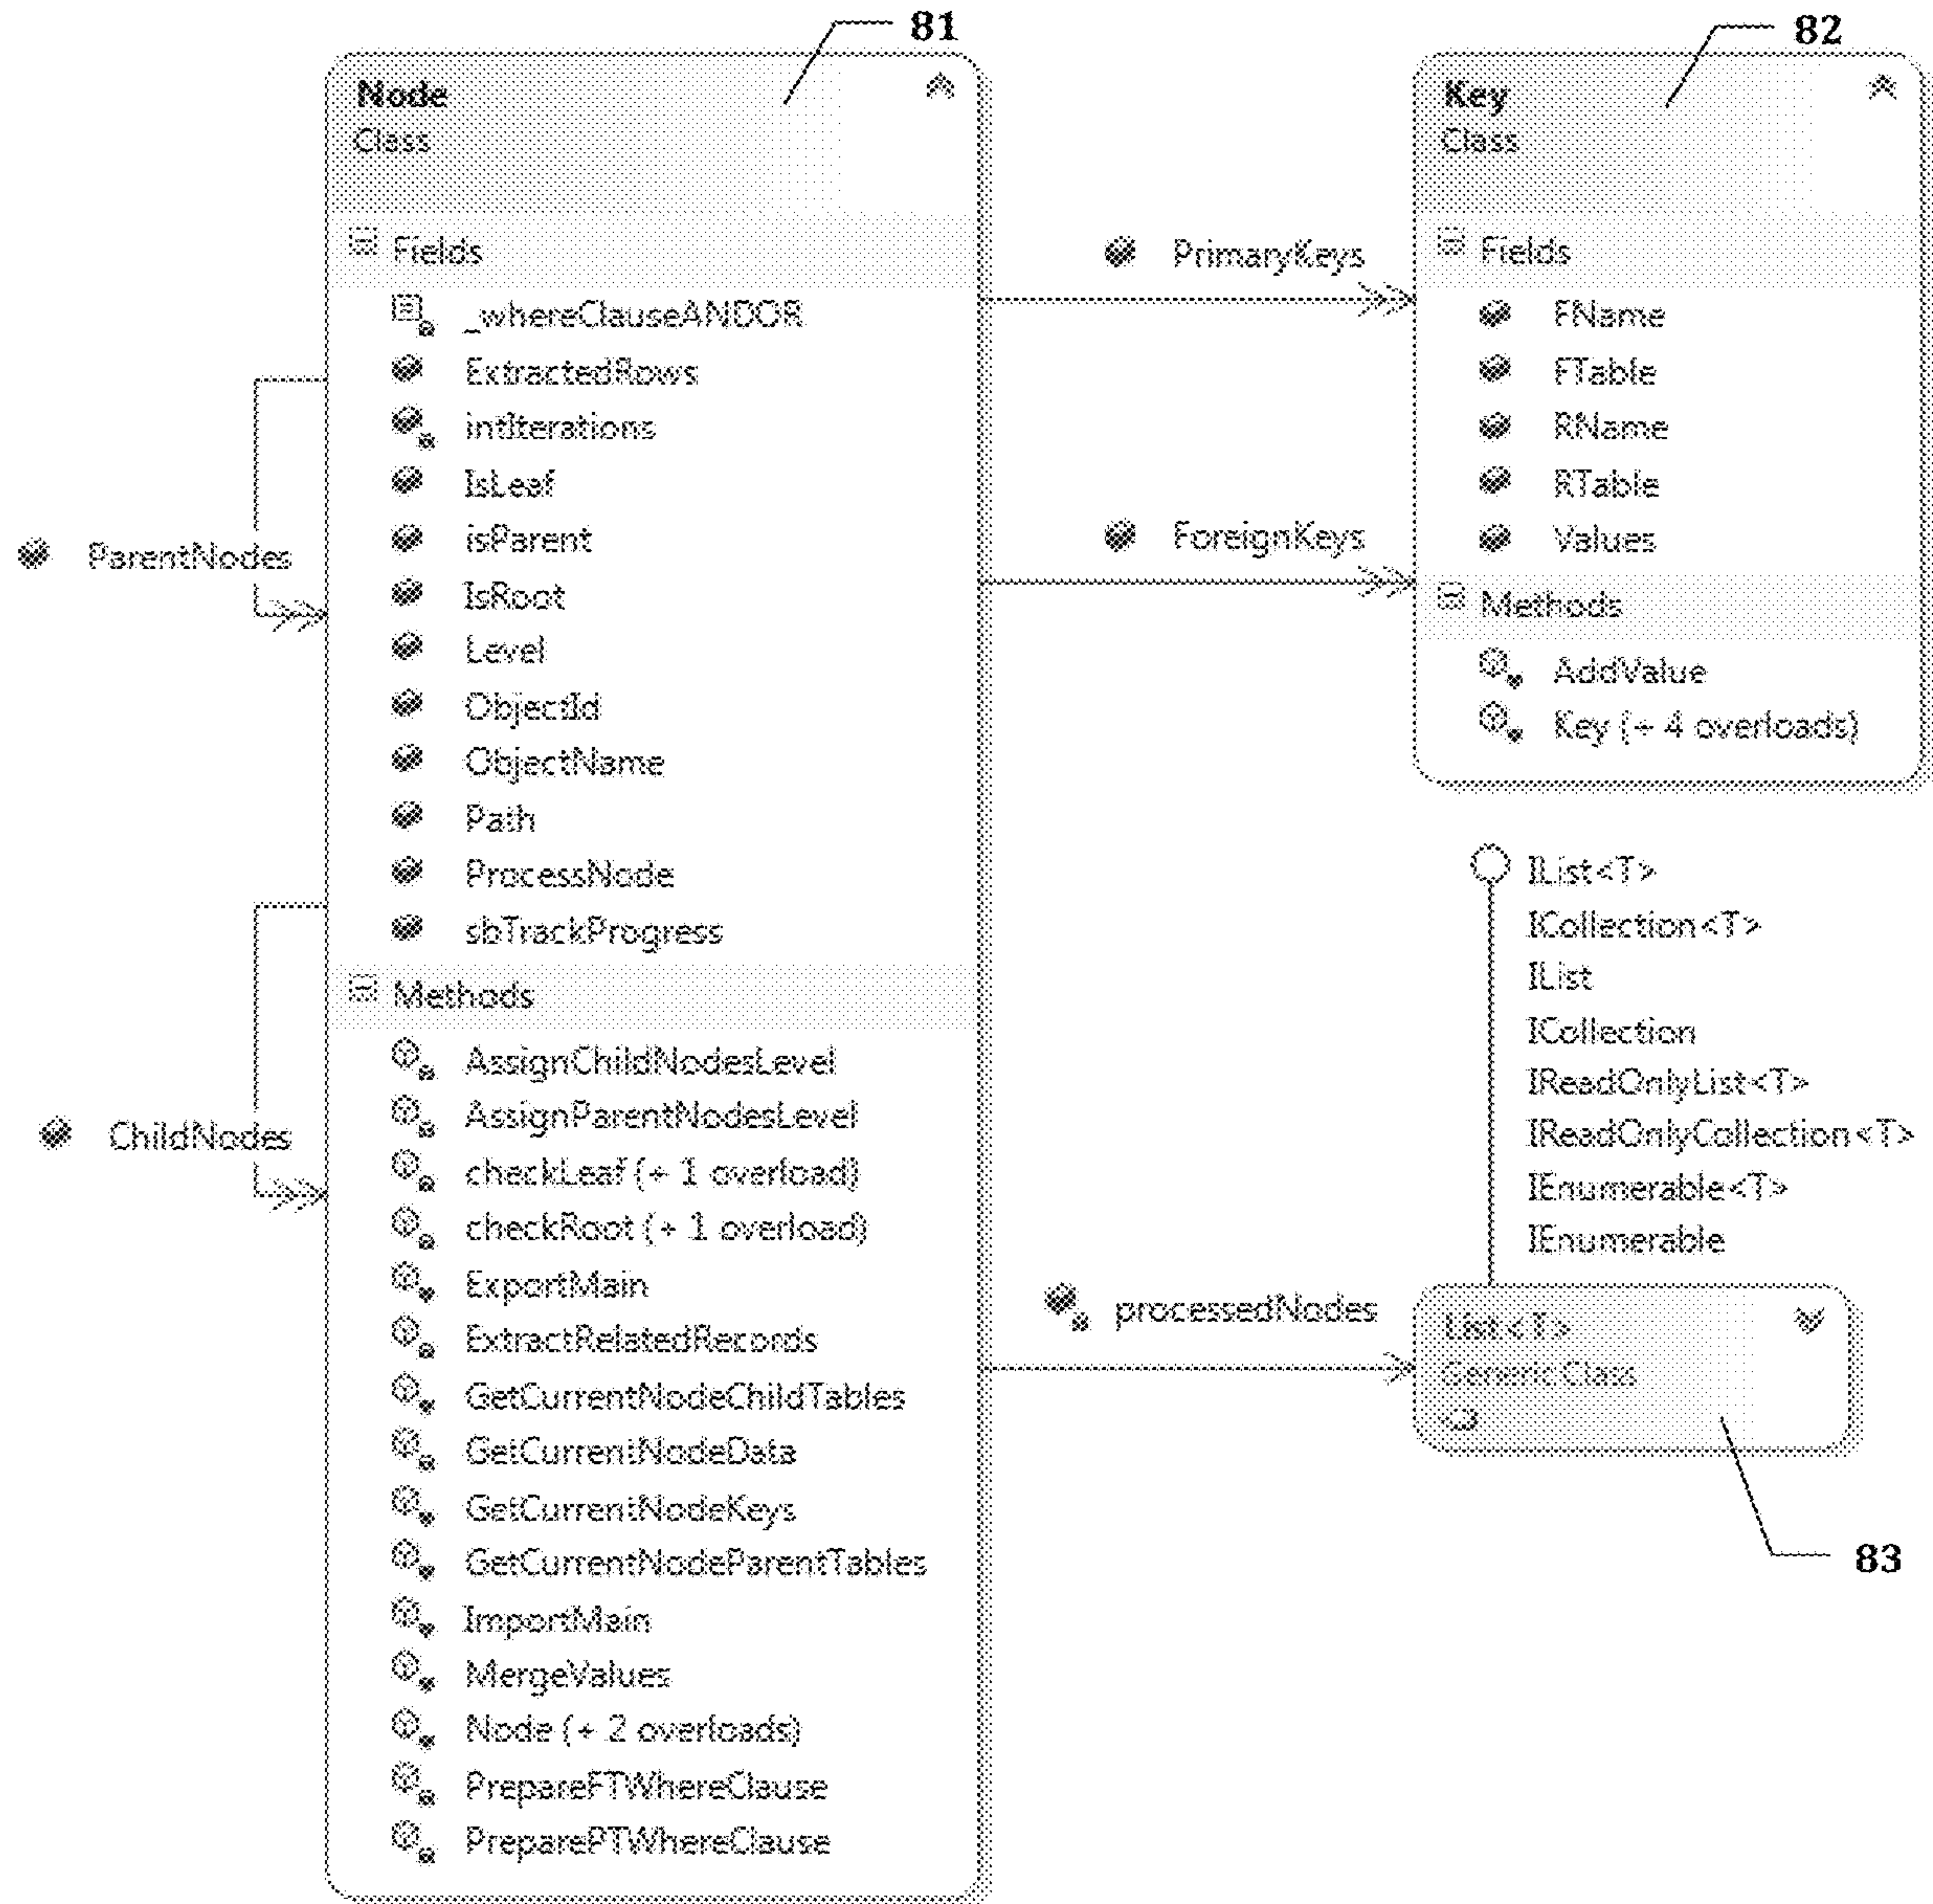 81
Node
Class
Fields
_whereClauseANDOR
ExtractedRows
intIterations
IsLeaf
isParent
IsRoot
Level
ObjectId
ObjectName
Path
ProcessNode
sbTrackProgress
Methods
AssignChildNodesLevel
AssignParentNodesLevel
checkLeaf (+ 1 overload)
checkRoot (+ 1 overload)
ExportMain
ExtractRelatedRecords
GetCurrentNodeChildTables
GetCurrentNodeData
GetCurrentNodeKeys
GetCurrentNodeParentTables
ImportMain
MergeValues
Node (+ 2 overloads)
PrepareFTWhereClause
PreparePTWhereClause
ParentNodes
ChildNodes
PrimaryKeys
ForeignKeys
processedNodes
82
Key
Class
Fields
FName
FTable
RName
RTable
Values
Methods
AddValue
Key (+ 4 overloads)
IList<T>
ICollection<T>
IList
ICollection
IReadOnlyList<T>
IReadOnlyCollection<T>
IEnumerable<T>
IEnumerable
List<T>
Generic Class
83